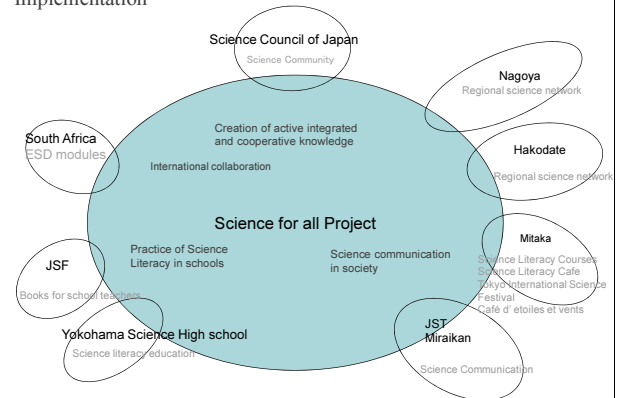 Implementation
Science Council of Japan
Science Community
Nagoya
Regional science network
South Africa
ESD modules
Creation of active integrated
and cooperative knowledge
International collaboration
Hakodate
Regional science network
Science for all Project
Mitaka
Science Literacy Courses
Science Literacy Cafe
Tokyo International Science
Festival
Café d' etoiles et vents
Practice of Science
Literacy in schools
Science communication
in society
JSF
Books for school teachers
Yokohama Science High school
Science literacy education
JST
Miraikan
Science Communication